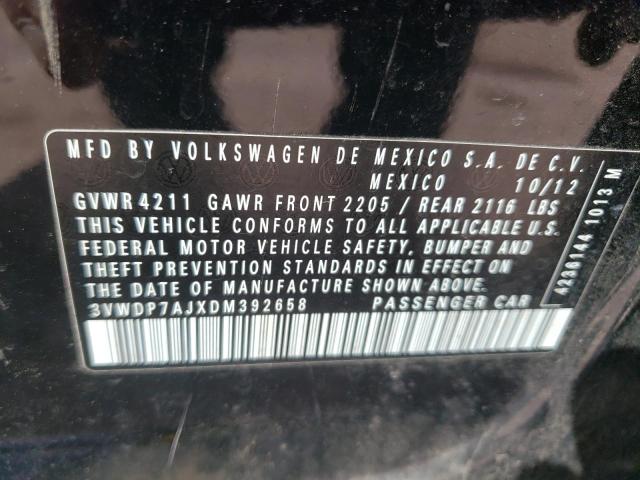 MFD BY VOLKSWAGEN DE MEXICO S.A. DE C.V.
MEXICO 10/12
GVWR 4211 GAWR FRONT 2205 / REAR 2116 LBS
THIS VEHICLE CONFORMS TO ALL APPLICABLE U.S.
FEDERAL MOTOR VEHICLE SAFETY, BUMPER AND
THEFT PREVENTION STANDARDS IN EFFECT ON
THE DATE OF MANUFACTURE SHOWN ABOVE.
3VWDP7AJXDM392658 PASSENGER CAR
4236144 1013 M